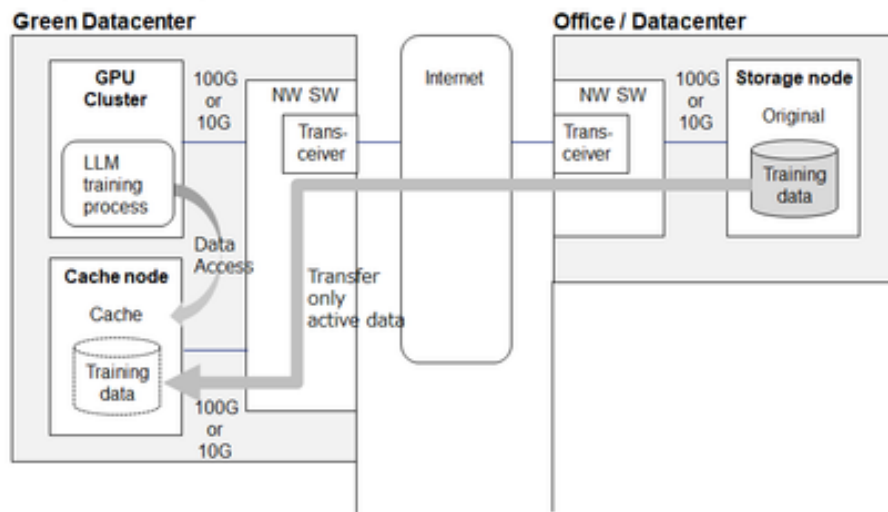 Green Datacenter
GPU
Cluster
LLM
training
process
100G
or
10G
NW SW
Trans-
ceiver
Data
Access
Cache node
Cache
Training
data
100G
or
10G
Transfer
only
active data
Internet
Office / Datacenter
NW SW
Trans-
ceiver
100G
or
10G
Storage node
Original
Training
data